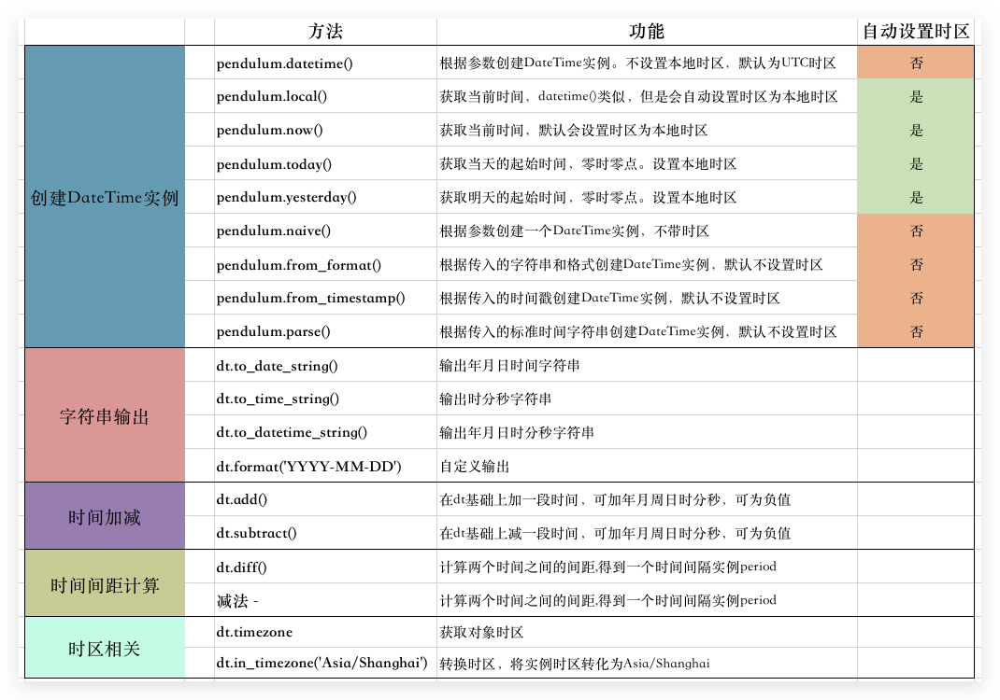 方法 功能 自动设置时区
创建DateTime实例
pendulum.datetime() 根据参数创建DateTime实例。不设置本地时区，默认为UTC时区 否
pendulum.local() 获取当前时间，datetime()类似，但是会自动设置时区为本地时区 是
pendulum.now() 获取当前时间，默认会设置时区为本地时区 是
pendulum.today() 获取当天的起始时间，零时零点。设置本地时区 是
pendulum.yesterday() 获取明天的起始时间，零时零点。设置本地时区 是
pendulum.naive() 根据参数创建一个DateTime实例，不带时区 否
pendulum.from_format() 根据传入的字符串和格式创建DateTime实例，默认不设置时区 否
pendulum.from_timestamp() 根据传入的时间戳创建DateTime实例，默认不设置时区 否
pendulum.parse() 根据传入的标准时间字符串创建DateTime实例，默认不设置时区 否
字符串输出
dt.to_date_string() 输出年月日时间字符串
dt.to_time_string() 输出时分秒字符串
dt.to_datetime_string() 输出年月日时分秒字符串
dt.format('YYYY-MM-DD') 自定义输出
时间加减
dt.add() 在dt基础上加一段时间，可加年月周日时分秒，可为负值
dt.subtract() 在dt基础上减一段时间，可加年月周日时分秒，可为负值
时间间距计算
dt.diff() 计算两个时间之间的间距,得到一个时间间隔实例period
减法 - 计算两个时间之间的间距,得到一个时间间隔实例period
时区相关
dt.timezone 获取对象时区
dt.in_timezone('Asia/Shanghai') 转换时区，将实例时区转化为Asia/Shanghai